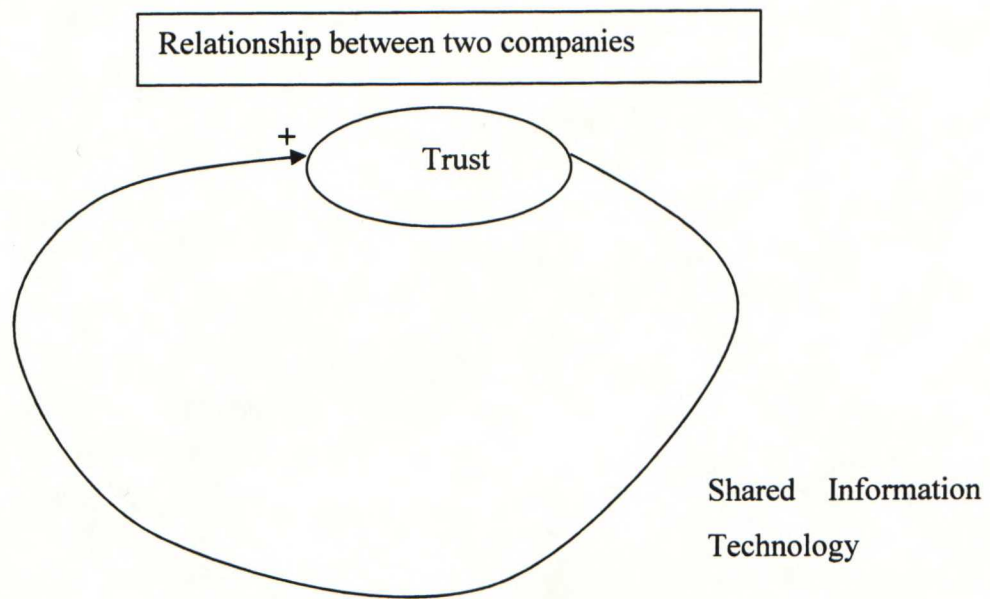 Relationship between two companies
+
Trust
Shared Information
Technology